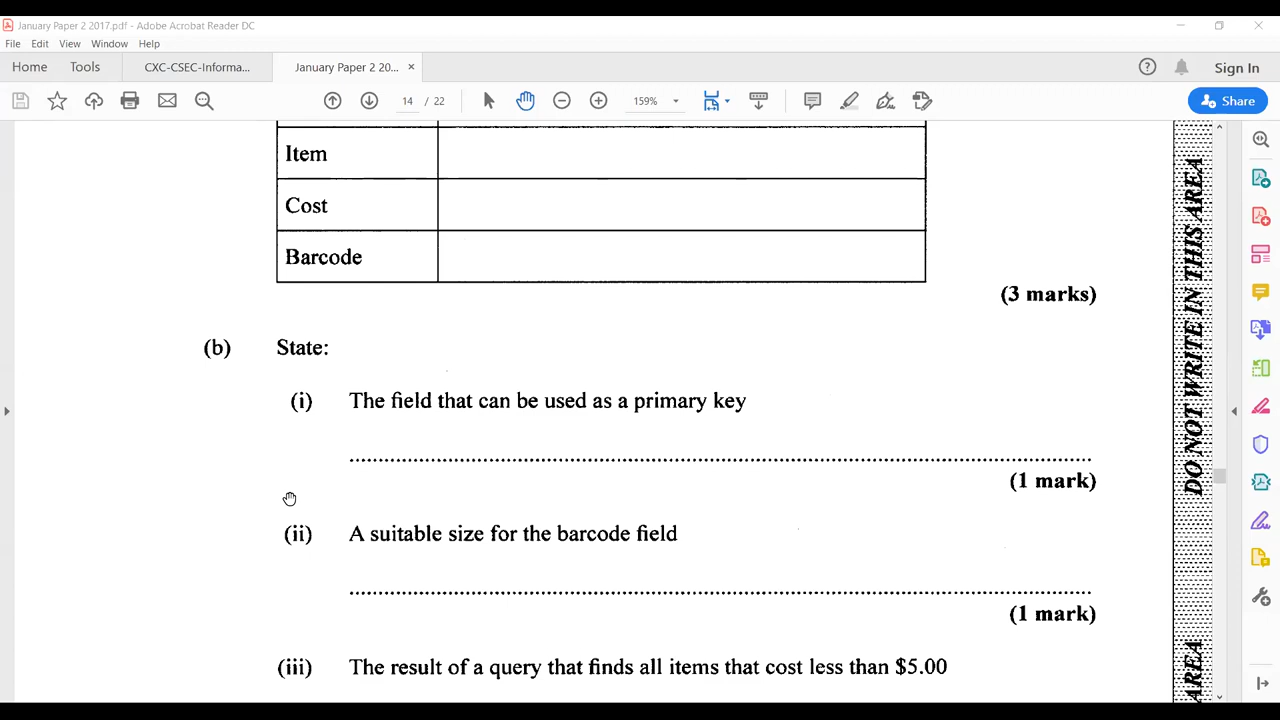 January Paper 2 2017.pdf - Adobe Acrobat Reader DC
File Edit View Window Help
Home Tools CXC-CSEC-Informa... January Paper 2 20... × Sign In
14 / 22 159% Share
Item
Cost
Barcode
(3 marks)
(b) State:
(i) The field that can be used as a primary key
(1 mark)
(ii) A suitable size for the barcode field
(1 mark)
(iii) The result of a query that finds all items that cost less than $5.00
DO NOT WRITE IN THIS AREA
AREA